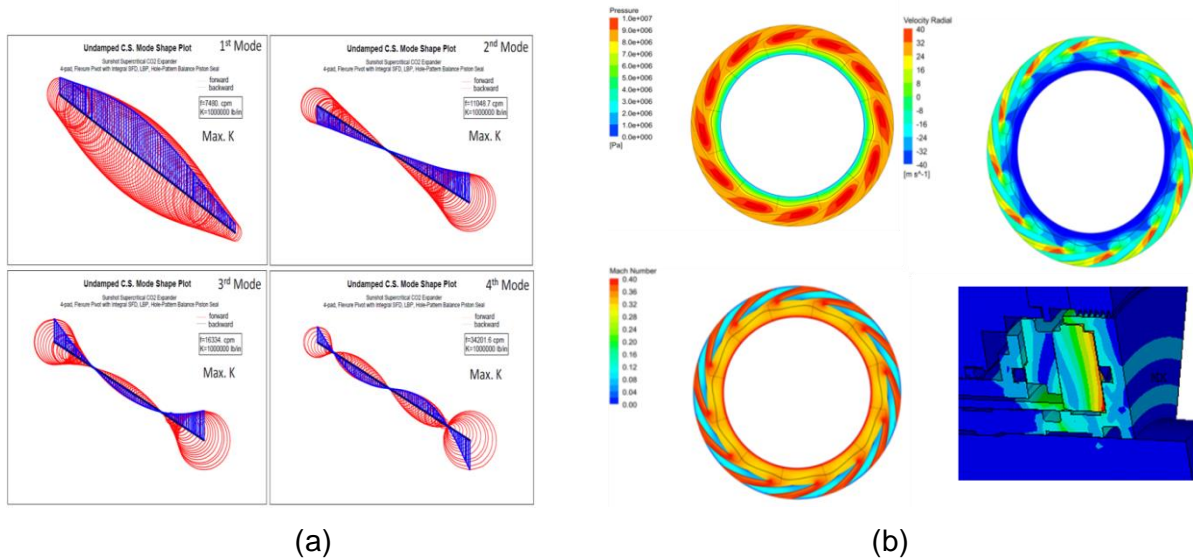 Undamped C.S. Mode Shape Plot
1st Mode
Sunshot Supercritical CO2 Expander
4-pad, Flexure Pivot with Integral SFD, LBP, Hole-Pattern Balance Piston Seal
forward
backward
f=7480. cpm
K=1000000 lb/in
Max. K
Undamped C.S. Mode Shape Plot
2nd Mode
Sunshot Supercritical CO2 Expander
4-pad, Flexure Pivot with Integral SFD, LBP, Hole-Pattern Balance Piston Seal
forward
backward
f=11048.7 cpm
K=1000000 lb/in
Max. K
Undamped C.S. Mode Shape Plot
3rd Mode
Sunshot Supercritical CO2 Expander
4-pad, Flexure Pivot with Integral SFD, LBP, Hole-Pattern Balance Piston Seal
forward
backward
f=16334. cpm
K=1000000 lb/in
Max. K
Undamped C.S. Mode Shape Plot
4th Mode
Sunshot Supercritical CO2 Expander
4-pad, Flexure Pivot with Integral SFD, LBP, Hole-Pattern Balance Piston Seal
forward
backward
f=34201.6 cpm
K=1000000 lb/in
Max. K
(a)
Pressure
1.0e+007
9.0e+006
8.0e+006
7.0e+006
6.0e+006
5.0e+006
4.0e+006
3.0e+006
2.0e+006
1.0e+006
0.0e+000
[Pa]
Velocity Radial
40
32
24
16
8
0
-8
-16
-24
-32
-40
[m s^-1]
Mach Number
0.40
0.36
0.32
0.28
0.24
0.20
0.16
0.12
0.08
0.04
0.00
(b)